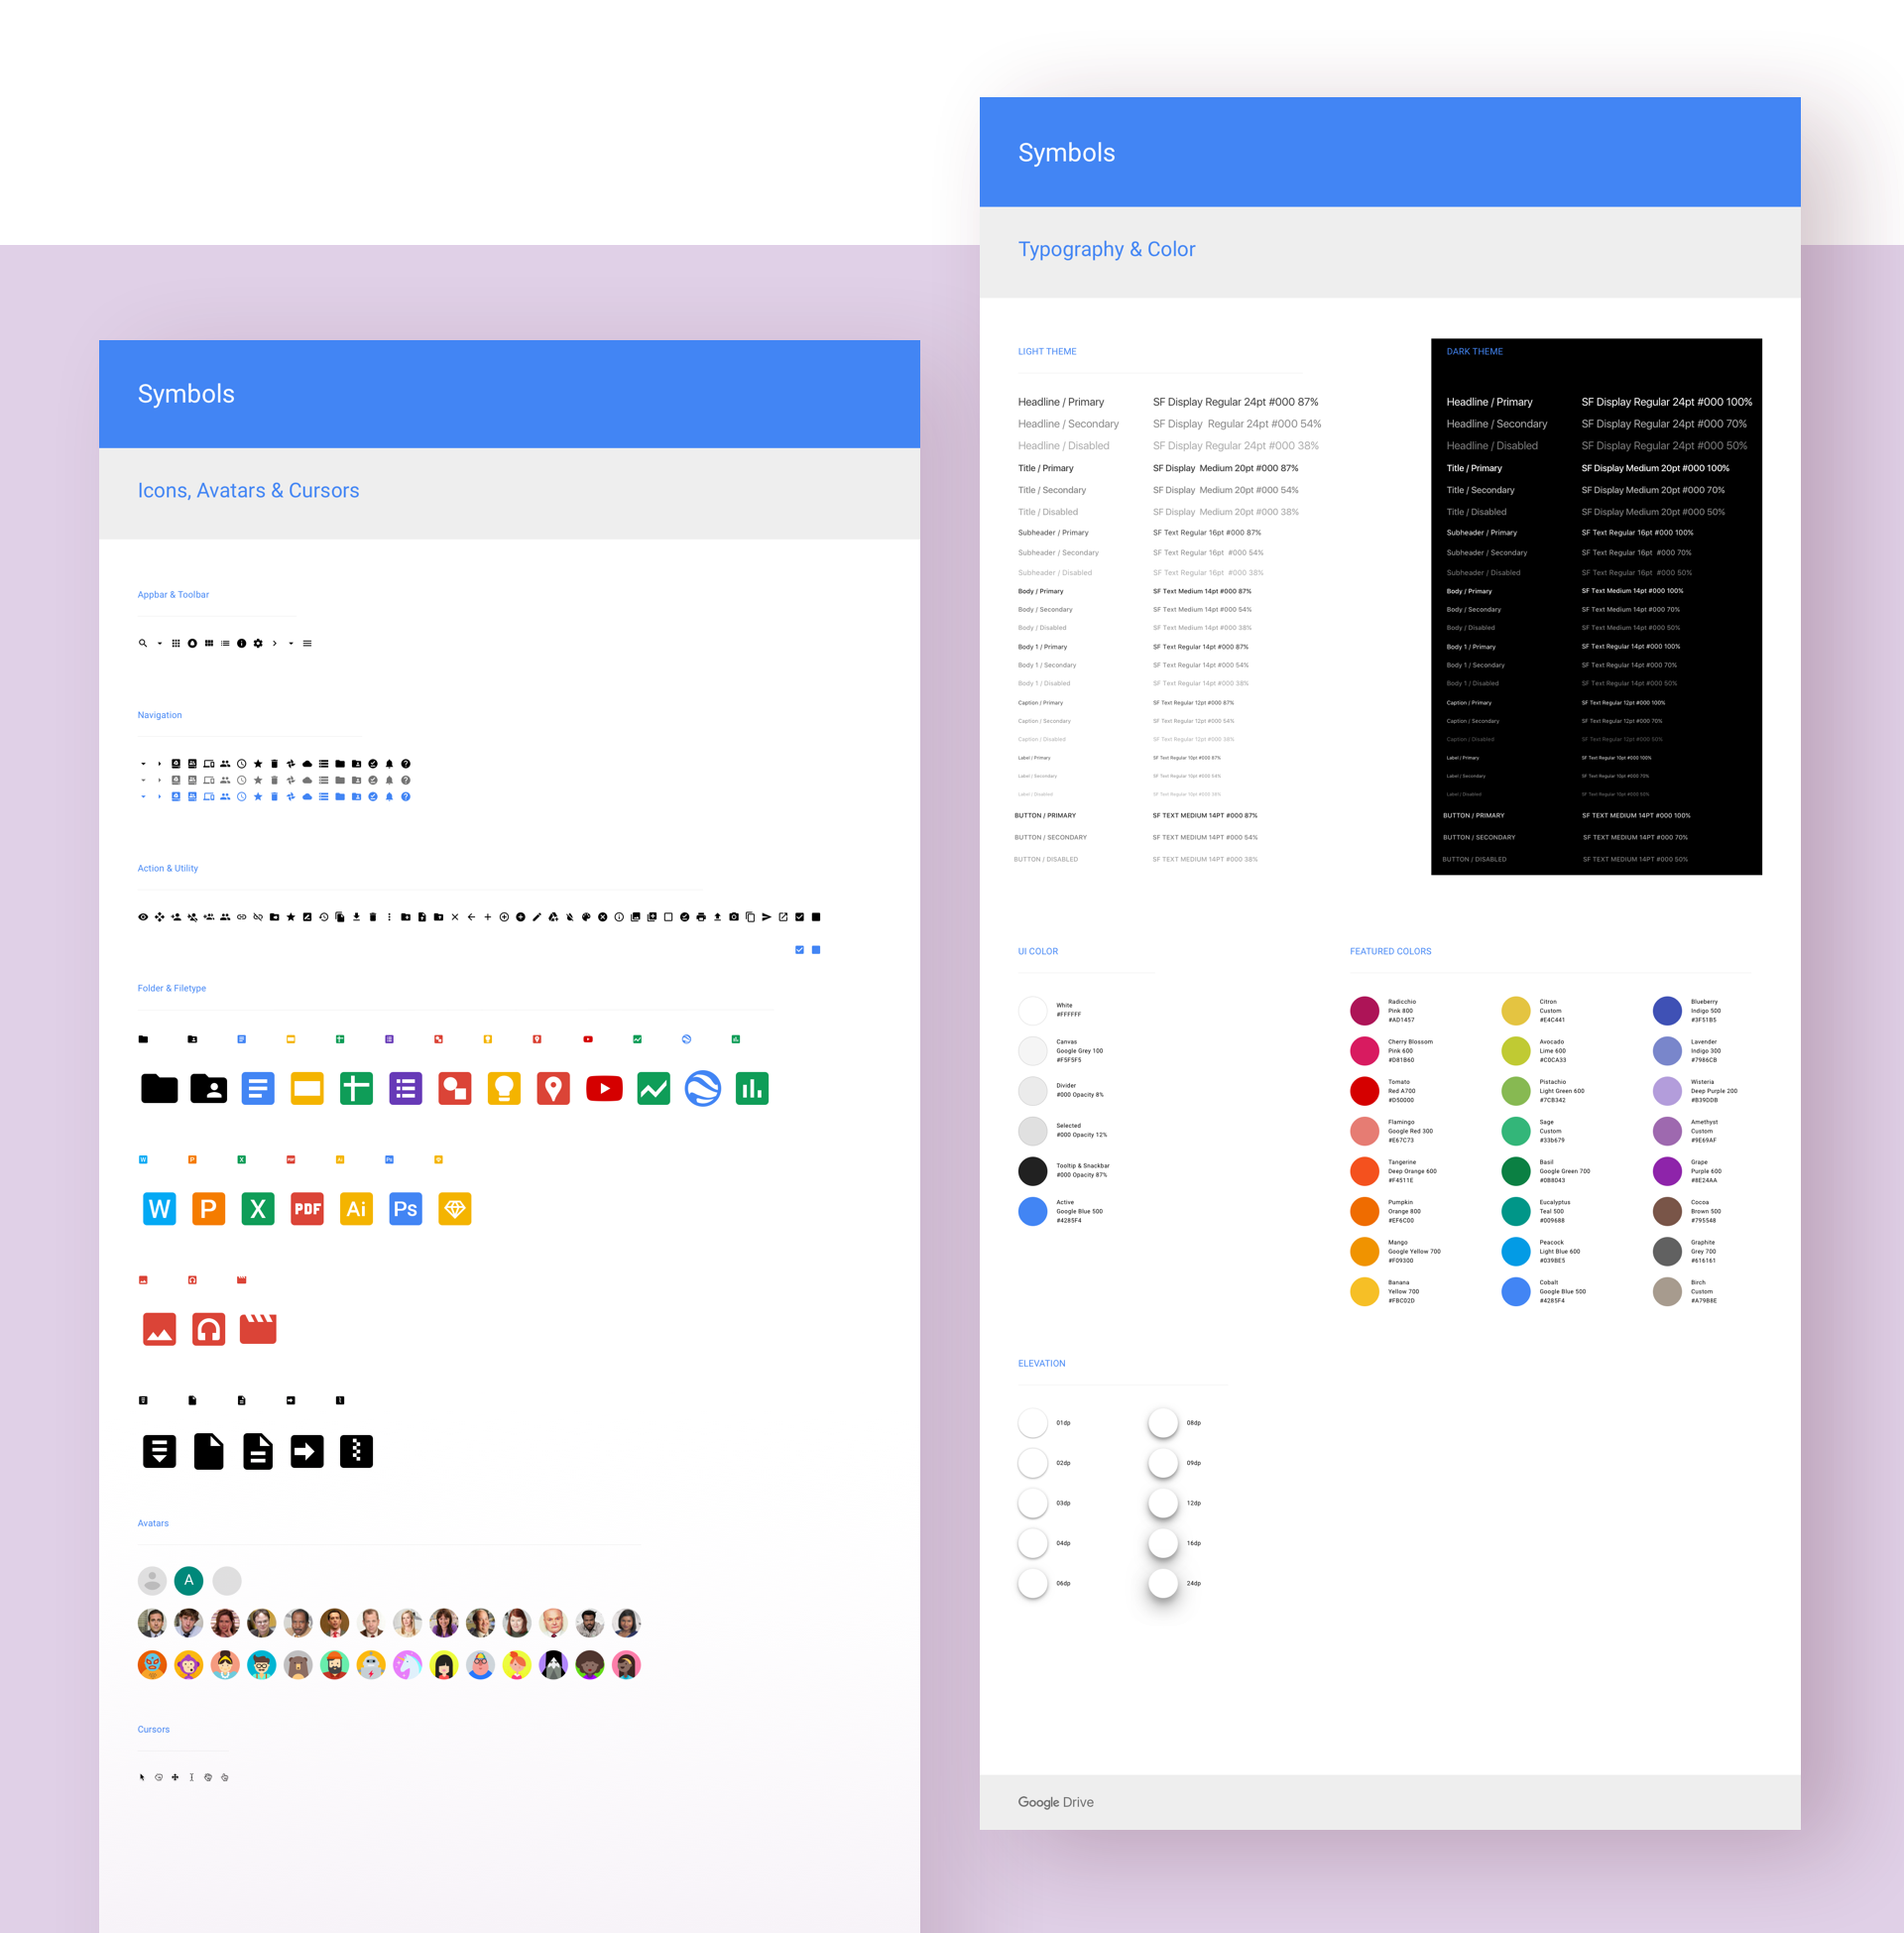 Symbols
Icons, Avatars & Cursors
Appbar & Toolbar
Navigation
Action & Utility
Folder & Filetype
W P X PDF Ai Ps
W P X PDF Ai Ps
Avatars
A
Cursors
Symbols
Typography & Color
LIGHT THEME
Headline / Primary SF Display Regular 24pt #000 87%
Headline / Secondary SF Display Regular 24pt #000 54%
Headline / Disabled SF Display Regular 24pt #000 38%
Title / Primary SF Display Medium 20pt #000 87%
Title / Secondary SF Display Medium 20pt #000 54%
Title / Disabled SF Display Medium 20pt #000 38%
Subheader / Primary SF Text Regular 16pt #000 87%
Subheader / Secondary SF Text Regular 16pt #000 54%
Subheader / Disabled SF Text Regular 16pt #000 38%
Body / Primary SF Text Medium 14pt #000 87%
Body / Secondary SF Text Medium 14pt #000 54%
Body / Disabled SF Text Medium 14pt #000 38%
Body 1 / Primary SF Text Regular 14pt #000 87%
Body 1 / Secondary SF Text Regular 14pt #000 54%
Body 1 / Disabled SF Text Regular 14pt #000 38%
Caption / Primary SF Text Regular 12pt #000 87%
Caption / Secondary SF Text Regular 12pt #000 54%
Caption / Disabled SF Text Regular 12pt #000 38%
Label / Primary SF Text Regular 10pt #000 87%
Label / Secondary SF Text Regular 10pt #000 54%
Label / Disabled SF Text Regular 10pt #000 38%
BUTTON / PRIMARY SF TEXT MEDIUM 14PT #000 87%
BUTTON / SECONDARY SF TEXT MEDIUM 14PT #000 54%
BUTTON / DISABLED SF TEXT MEDIUM 14PT #000 38%
DARK THEME
Headline / Primary SF Display Regular 24pt #000 100%
Headline / Secondary SF Display Regular 24pt #000 70%
Headline / Disabled SF Display Regular 24pt #000 50%
Title / Primary SF Display Medium 20pt #000 100%
Title / Secondary SF Display Medium 20pt #000 70%
Title / Disabled SF Display Medium 20pt #000 50%
Subheader / Primary SF Text Regular 16pt #000 100%
Subheader / Secondary SF Text Regular 16pt #000 70%
Subheader / Disabled SF Text Regular 16pt #000 50%
Body / Primary SF Text Medium 14pt #000 100%
Body / Secondary SF Text Medium 14pt #000 70%
Body / Disabled SF Text Medium 14pt #000 50%
Body 1 / Primary SF Text Regular 14pt #000 100%
Body 1 / Secondary SF Text Regular 14pt #000 70%
Body 1 / Disabled SF Text Regular 14pt #000 50%
Caption / Primary SF Text Regular 12pt #000 100%
Caption / Secondary SF Text Regular 12pt #000 70%
Caption / Disabled SF Text Regular 12pt #000 50%
Label / Primary SF Text Regular 10pt #000 100%
Label / Secondary SF Text Regular 10pt #000 70%
Label / Disabled SF Text Regular 10pt #000 50%
BUTTON / PRIMARY SF TEXT MEDIUM 14PT #000 100%
BUTTON / SECONDARY SF TEXT MEDIUM 14PT #000 70%
BUTTON / DISABLED SF TEXT MEDIUM 14PT #000 50%
UI COLOR
White
#FFFFFF
Canvas
Google Grey 100
#F5F5F5
Divider
#000 Opacity 8%
Selected
#000 Opacity 12%
Tooltip & Snackbar
#000 Opacity 87%
Active
Google Blue 500
#4285F4
FEATURED COLORS
Radicchio
Pink 800
#AD1457
Cherry Blossom
Pink 600
#D81B60
Tomato
Red A700
#D50000
Flamingo
Google Red 300
#E67C73
Tangerine
Deep Orange 600
#F4511E
Pumpkin
Orange 800
#EF6C00
Mango
Google Yellow 700
#F09300
Banana
Yellow 700
#FBC02D
Citron
Custom
#E4C441
Avocado
Lime 600
#C0CA33
Pistachio
Light Green 600
#7CB342
Sage
Custom
#33b679
Basil
Google Green 700
#0B8043
Eucalyptus
Teal 500
#009688
Peacock
Light Blue 600
#039BE5
Cobalt
Google Blue 500
#4285F4
Blueberry
Indigo 500
#3F51B5
Lavender
Indigo 300
#7986CB
Wisteria
Deep Purple 200
#B39DDB
Amethyst
Custom
#9E69AF
Grape
Purple 600
#8E24AA
Cocoa
Brown 500
#795548
Graphite
Grey 700
#616161
Birch
Custom
#A79B8E
ELEVATION
01dp
02dp
03dp
04dp
06dp
08dp
09dp
12dp
16dp
24dp
Google Drive